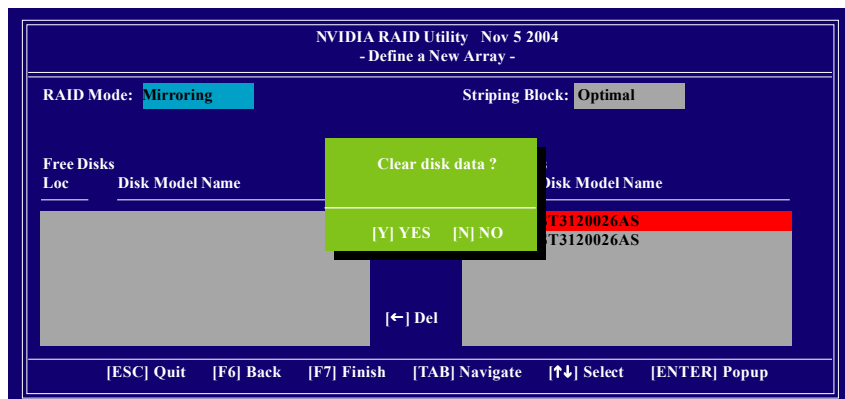 NVIDIA RAID Utility Nov 5 2004
- Define a New Array -
RAID Mode: Mirroring Striping Block: Optimal
Free Disks
Clear disk data ?
Loc Disk Model Name Disk Model Name
ST3120026AS
[Y] YES [N] NO
ST3120026AS
[←] Del
[ESC] Quit [F6] Back [F7] Finish [TAB] Navigate [↑↓] Select [ENTER] Popup